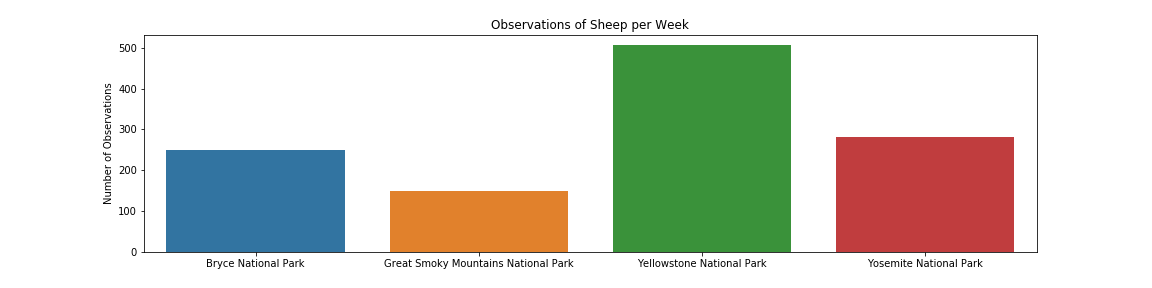 Observations of Sheep per Week
Number of Observations
500
400
300
200
100
0
Bryce National Park
Great Smoky Mountains National Park
Yellowstone National Park
Yosemite National Park